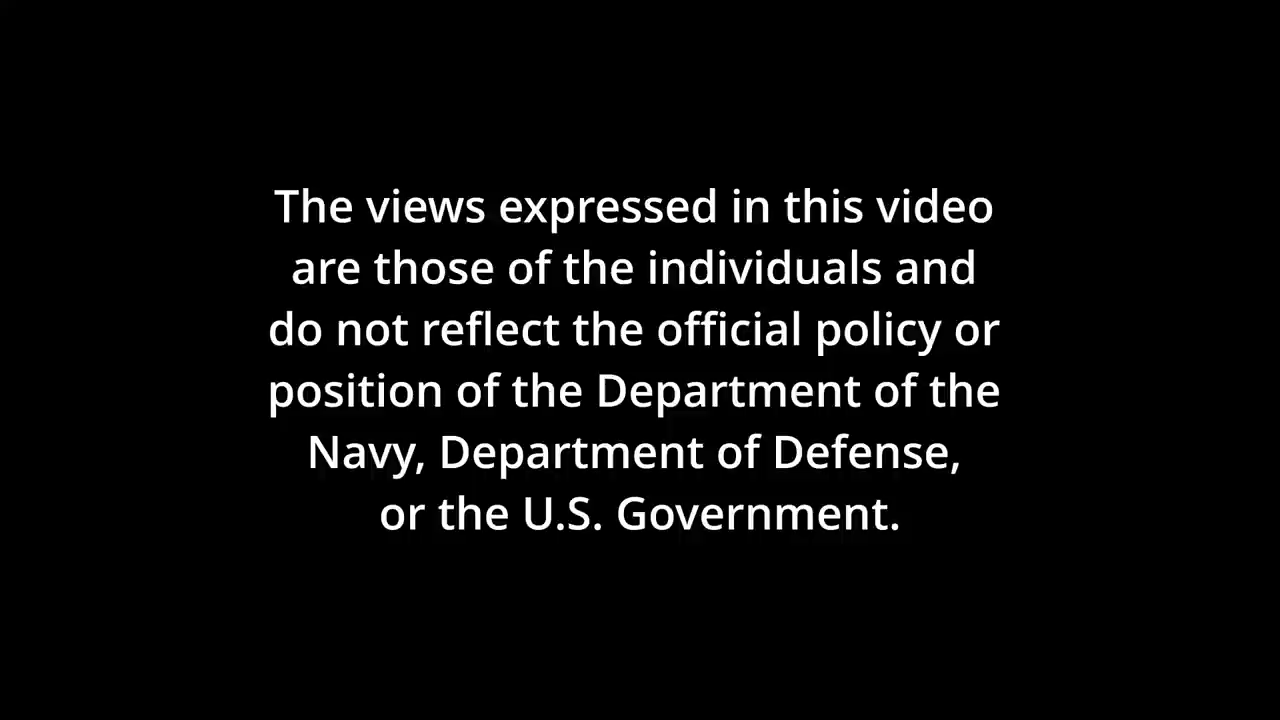 The views expressed in this video
are those of the individuals and
do not reflect the official policy or
position of the Department of the
Navy, Department of Defense,
or the U.S. Government.